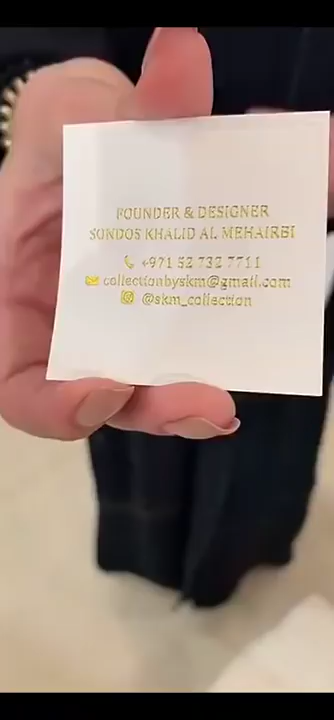 FOUNDER & DESIGNER
SONDOS KHALID AL MEHAIRBI
+971 52 732 7711
collectionbyskm@gmail.com
@skm_collection